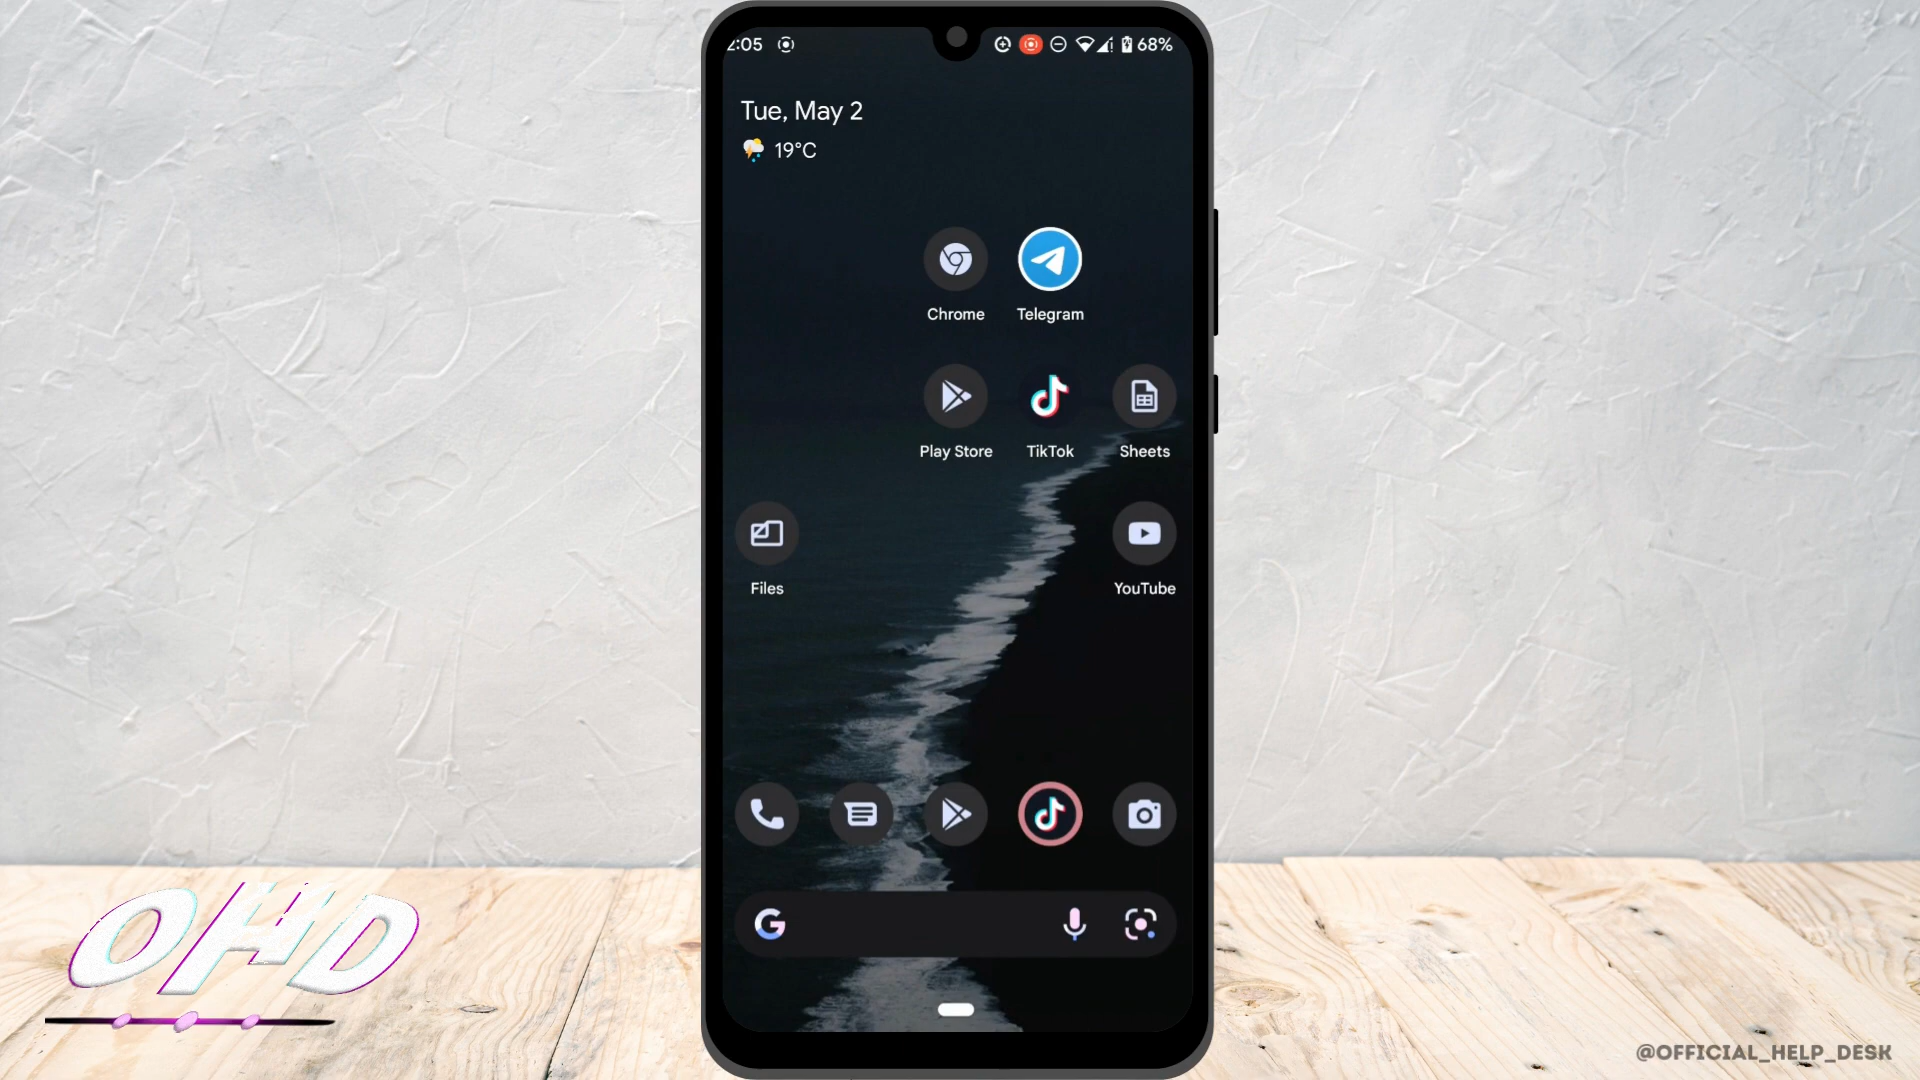 2:05
68%
Tue, May 2
19°C
Chrome
Telegram
Play Store
TikTok
Sheets
Files
YouTube
OHD
@OFFICIAL_HELP_DESK